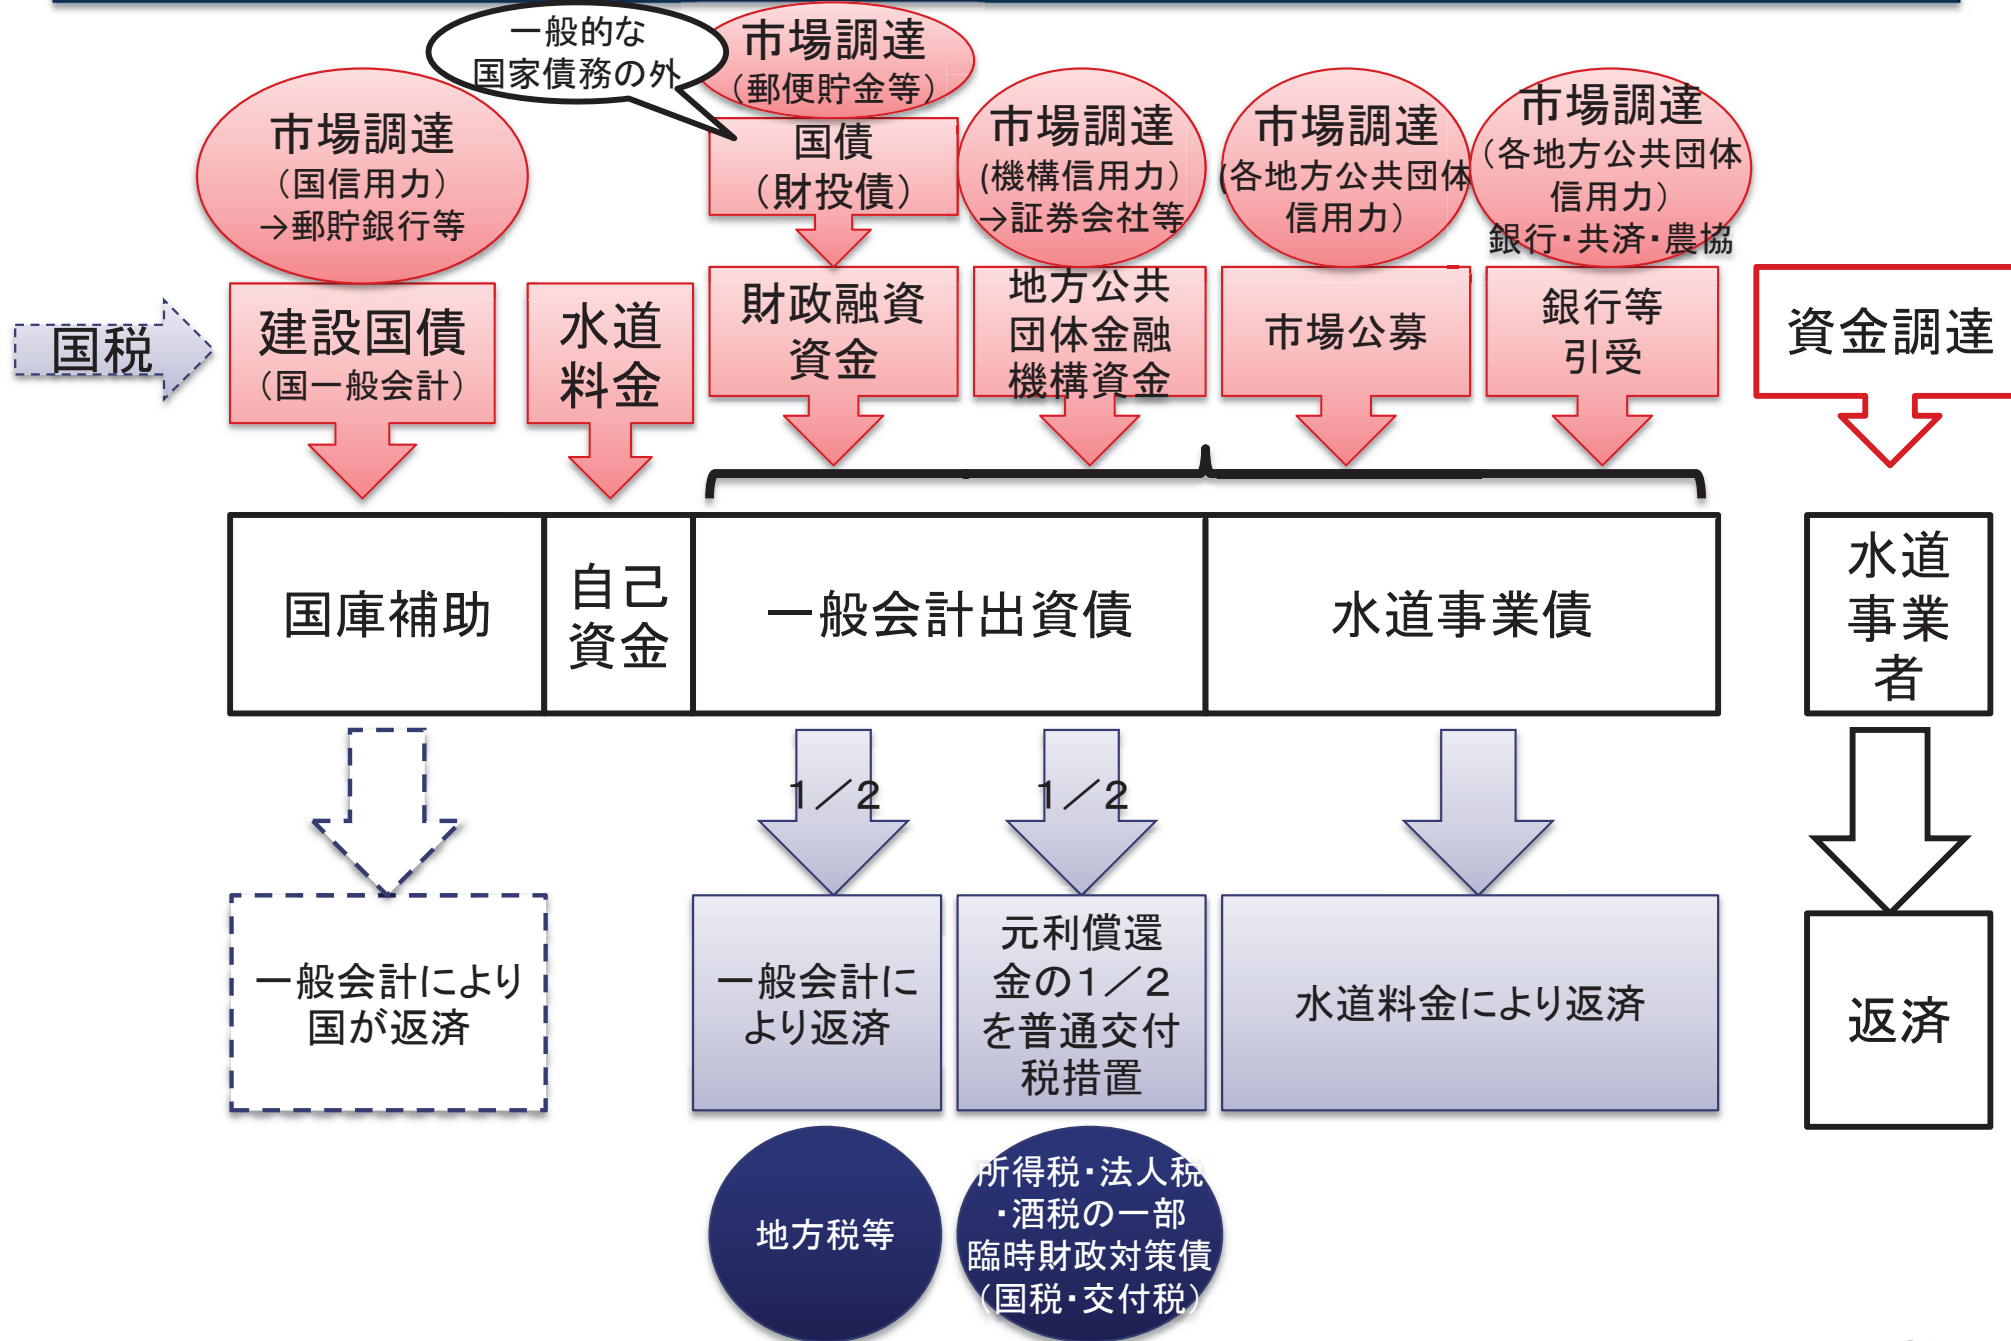 一般的な
国家債務の外
市場調達
（郵便貯金等）
市場調達
（国信用力）
→郵貯銀行等
国債
（財投債）
市場調達
(機構信用力)
→証券会社等
市場調達
(各地方公共団体
信用力)
市場調達
（各地方公共団体
信用力）
銀行・共済・農協
国税
建設国債
（国一般会計）
水道
料金
財政融資
資金
地方公共
団体金融
機構資金
市場公募
銀行等
引受
資金調達
国庫補助
自己
資金
一般会計出資債
水道事業債
水道
事業
者
1／2
1／2
一般会計により
国が返済
一般会計に
より返済
元利償還
金の1／2
を普通交付
税措置
水道料金により返済
返済
地方税等
所得税・法人税
・酒税の一部
臨時財政対策債
（国税・交付税）